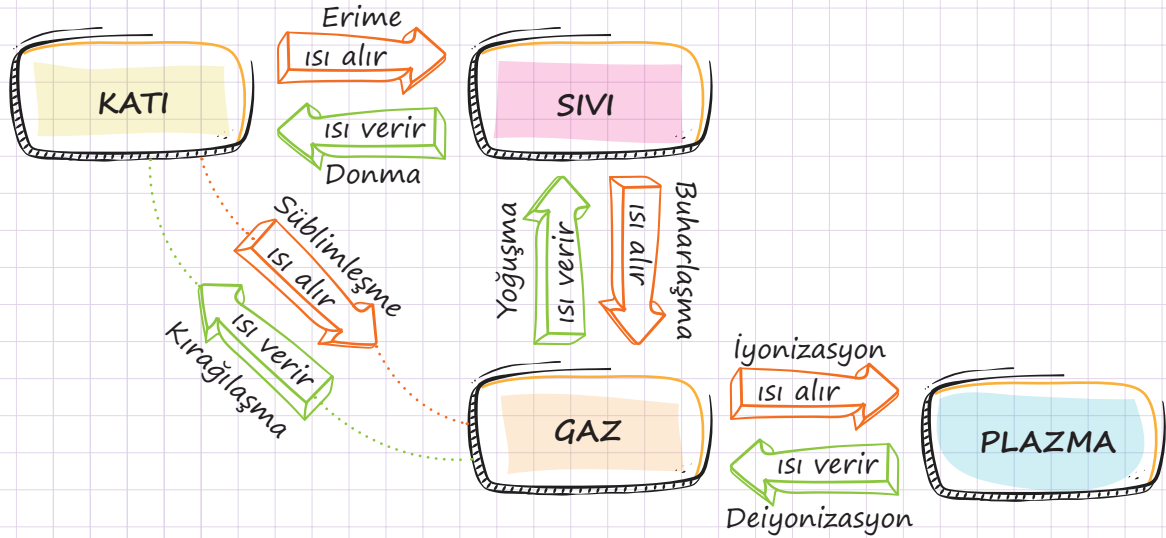 Erime
ısı alır
KATI
SIVI
ısı verir
Donma
Süblimleşme
ısı alır
Kırağılaşma
ısı verir
Yoğuşma
ısı verir
ısı alır
Buharlaşma
GAZ
İyonizasyon
ısı alır
PLAZMA
ısı verir
Deiyonizasyon